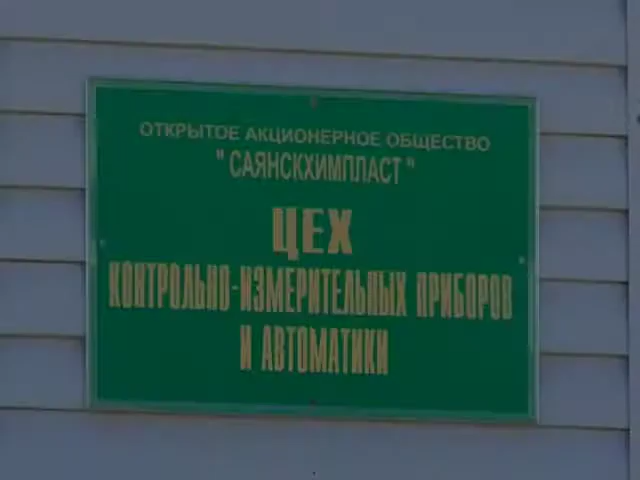 ОТКРЫТОЕ АКЦИОНЕРНОЕ ОБЩЕСТВО
"САЯНСКХИМПЛАСТ"
ЦЕХ
КОНТРОЛЬНО-ИЗМЕРИТЕЛЬНЫХ ПРИБОРОВ
И АВТОМАТИКИ